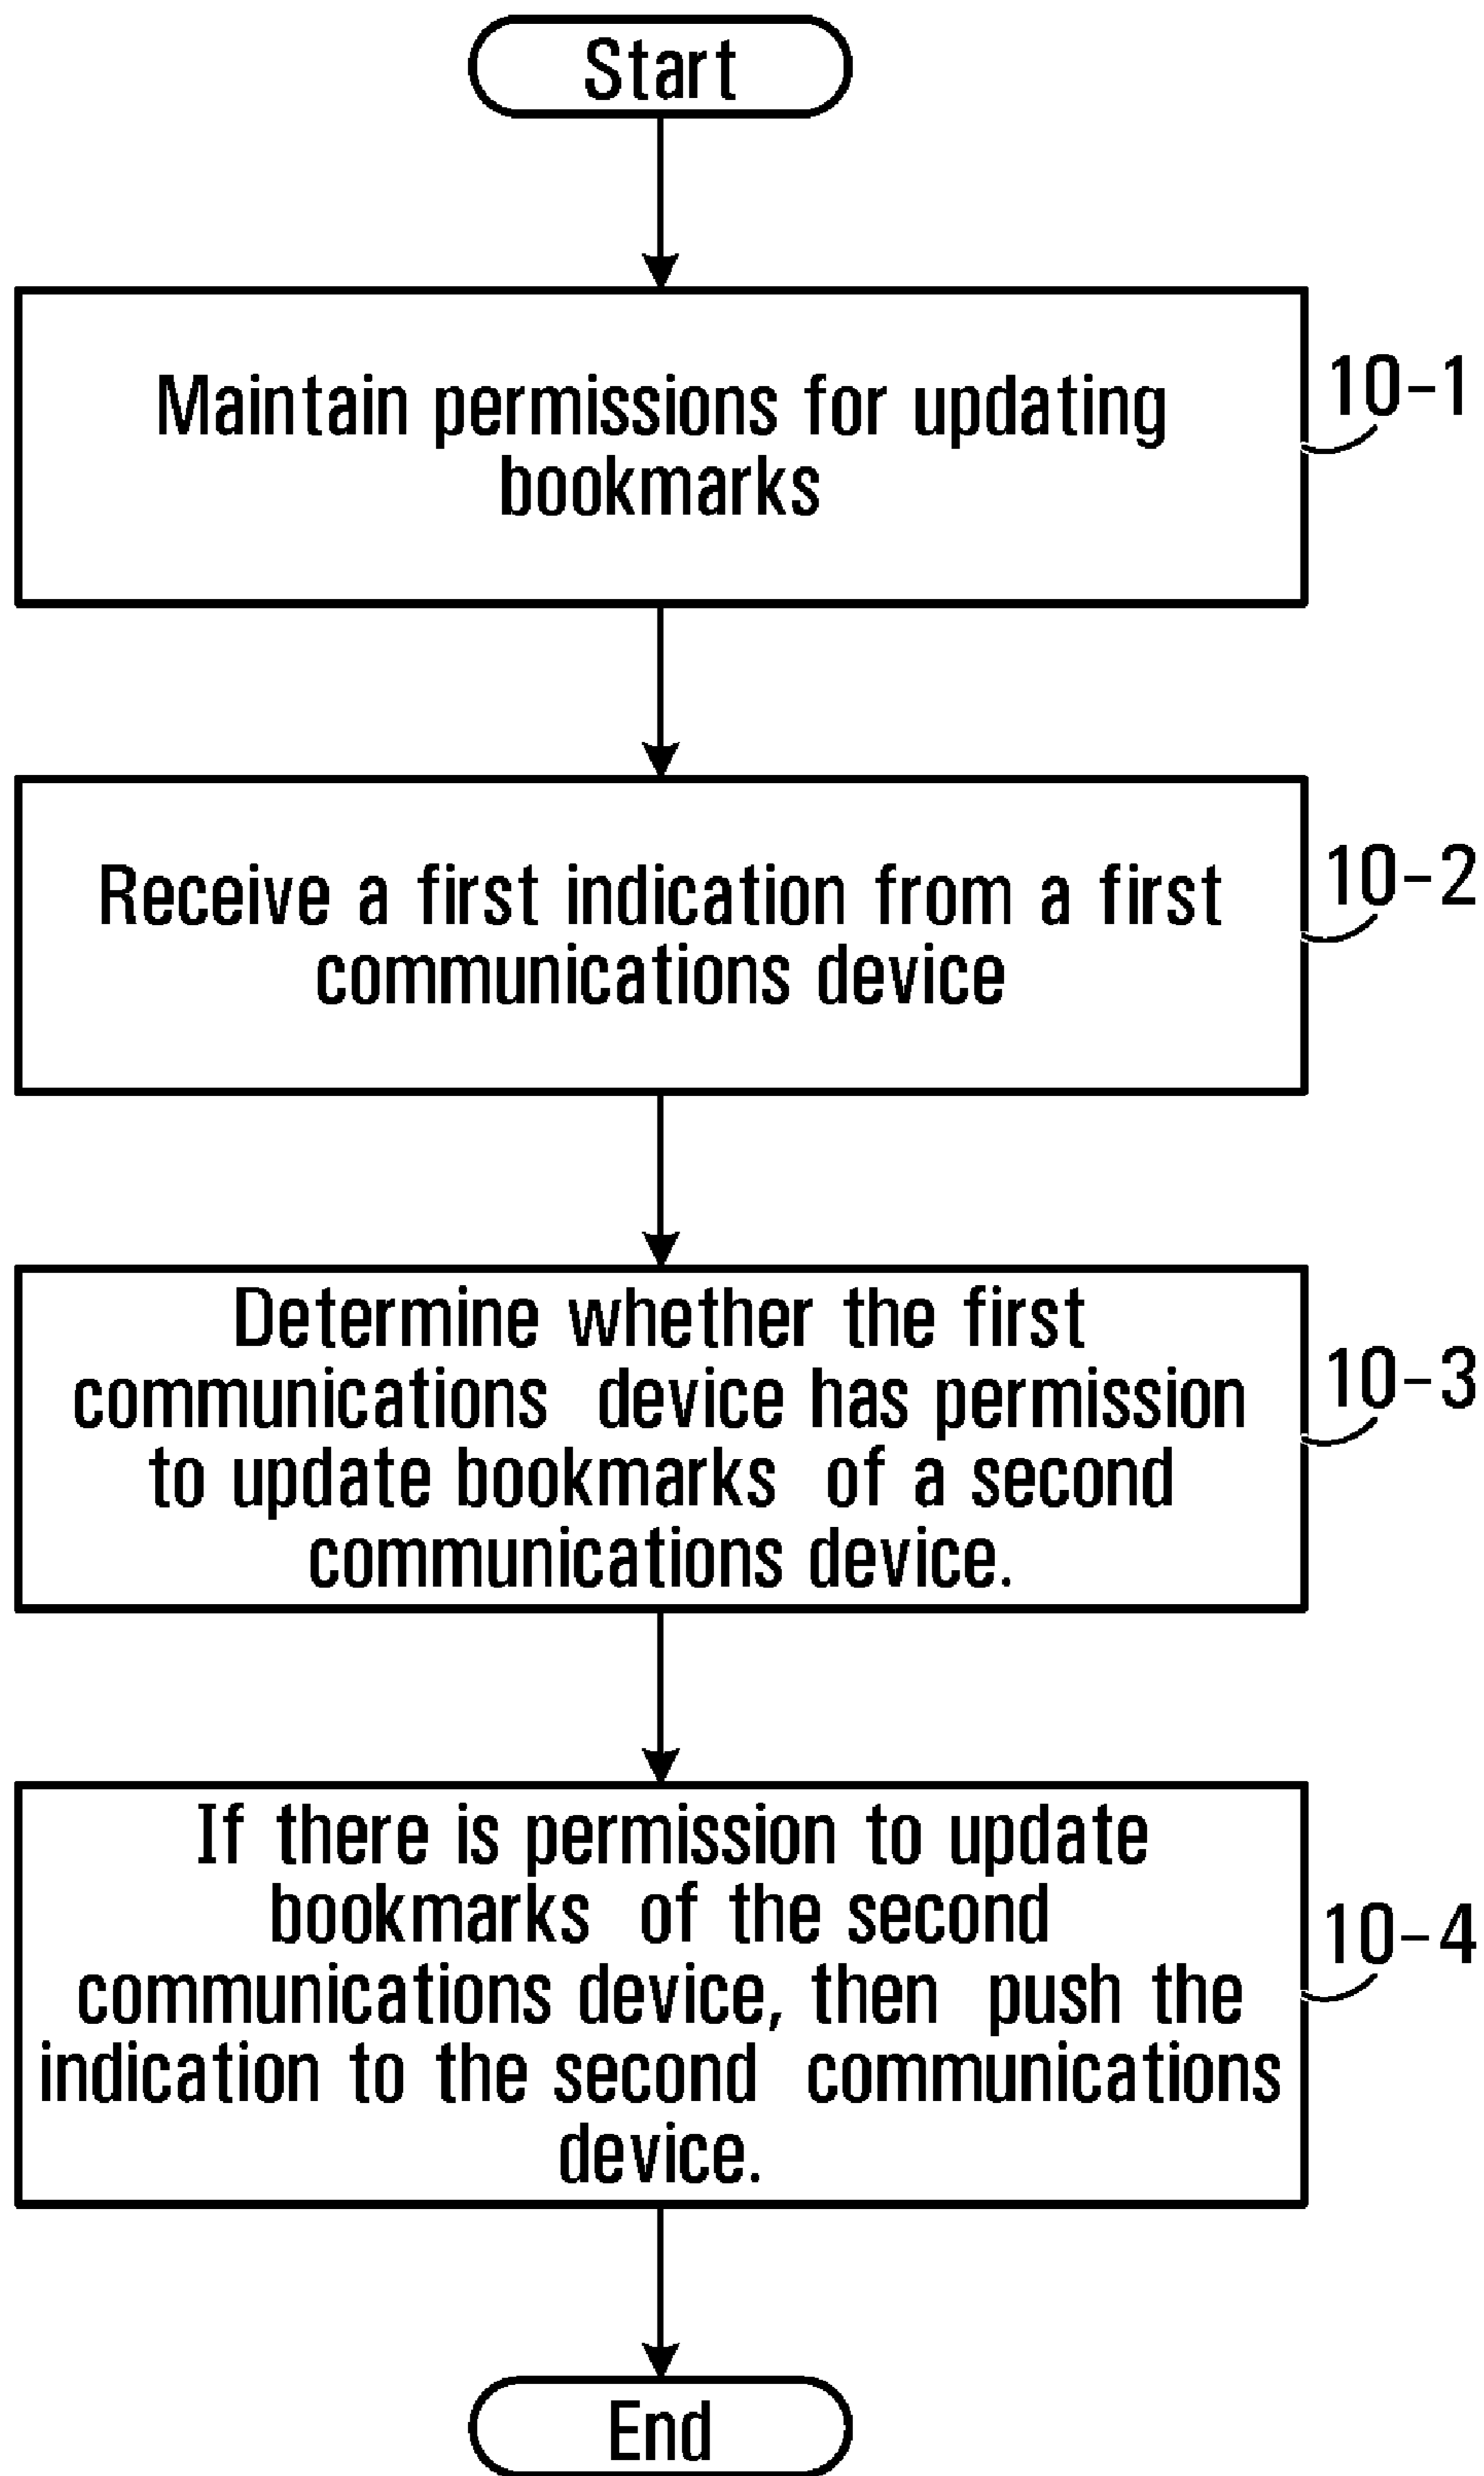 Start
Maintain permissions for updating
bookmarks
10-1
Receive a first indication from a first
communications device
10-2
Determine whether the first
communications device has permission
to update bookmarks of a second
communications device.
10-3
If there is permission to update
bookmarks of the second
communications device, then push the
indication to the second communications
device.
10-4
End